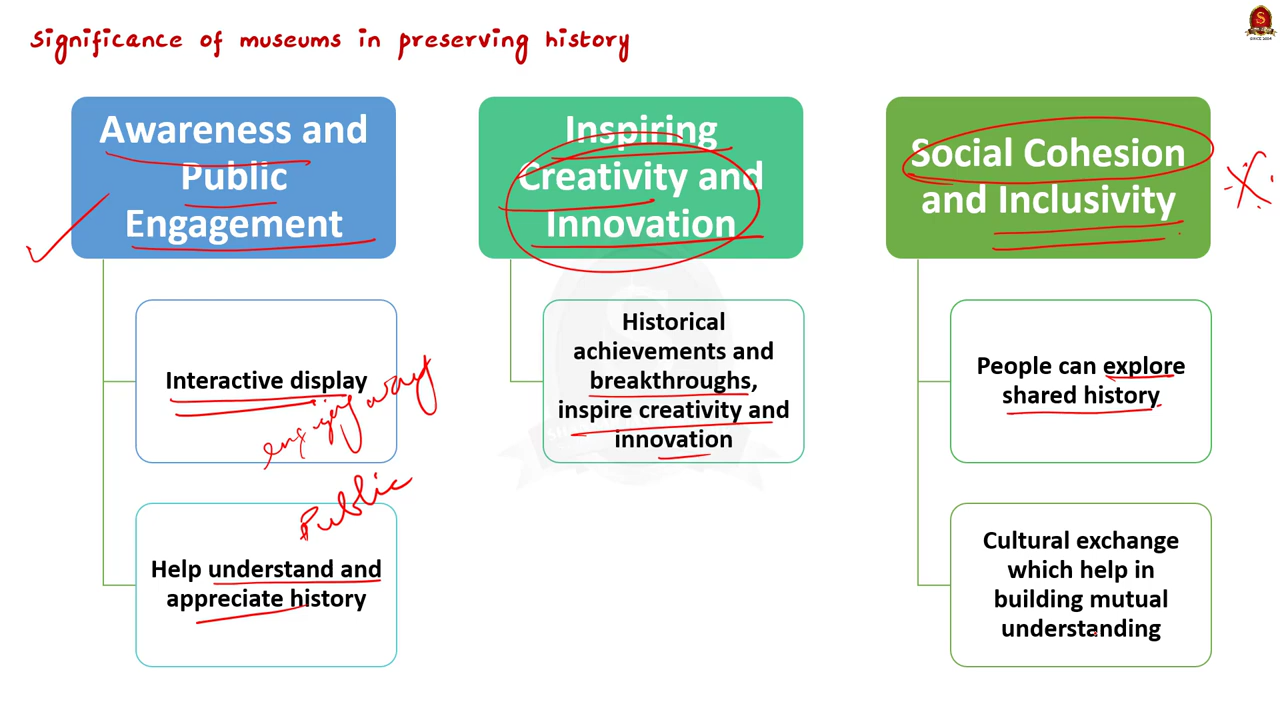 significance of museums in preserving history
S
SINCE 2004
Awareness and
Public
Engagement
Interactive display
engaging way
Public
Help understand and
appreciate history
Inspiring
Creativity and
Innovation
Historical
achievements and
breakthroughs,
inspire creativity and
innovation
Social Cohesion
and Inclusivity
People can explore
shared history
Cultural exchange
which help in
building mutual
understanding